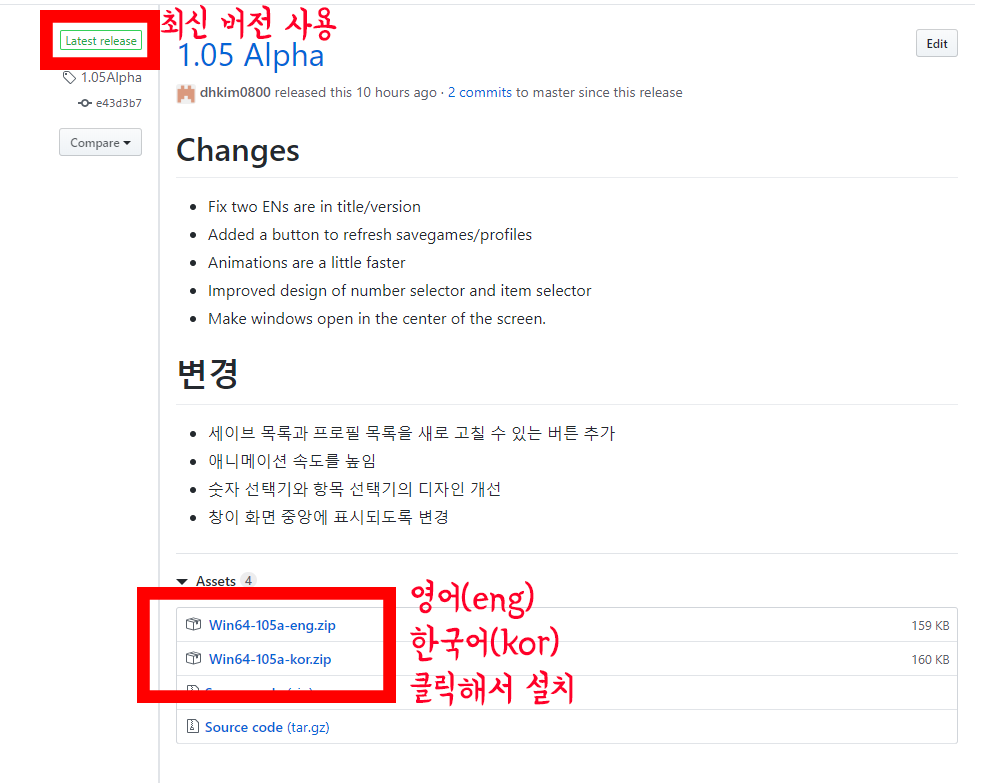 최신 버전 사용
Latest release
1.05 Alpha
Edit
1.05Alpha
dhkim0800 released this 10 hours ago · 2 commits to master since this release
e43d3b7
Compare
Changes
Fix two ENs are in title/version
Added a button to refresh savegames/profiles
Animations are a little faster
Improved design of number selector and item selector
Make windows open in the center of the screen.
변경
세이브 목록과 프로필 목록을 새로 고칠 수 있는 버튼 추가
애니메이션 속도를 높임
숫자 선택기와 항목 선택기의 디자인 개선
창이 화면 중앙에 표시되도록 변경
Assets 4
영어(eng)
Win64-105a-eng.zip 159 KB
한국어(kor)
Win64-105a-kor.zip 160 KB
클릭해서 설치
Source code (tar.gz)